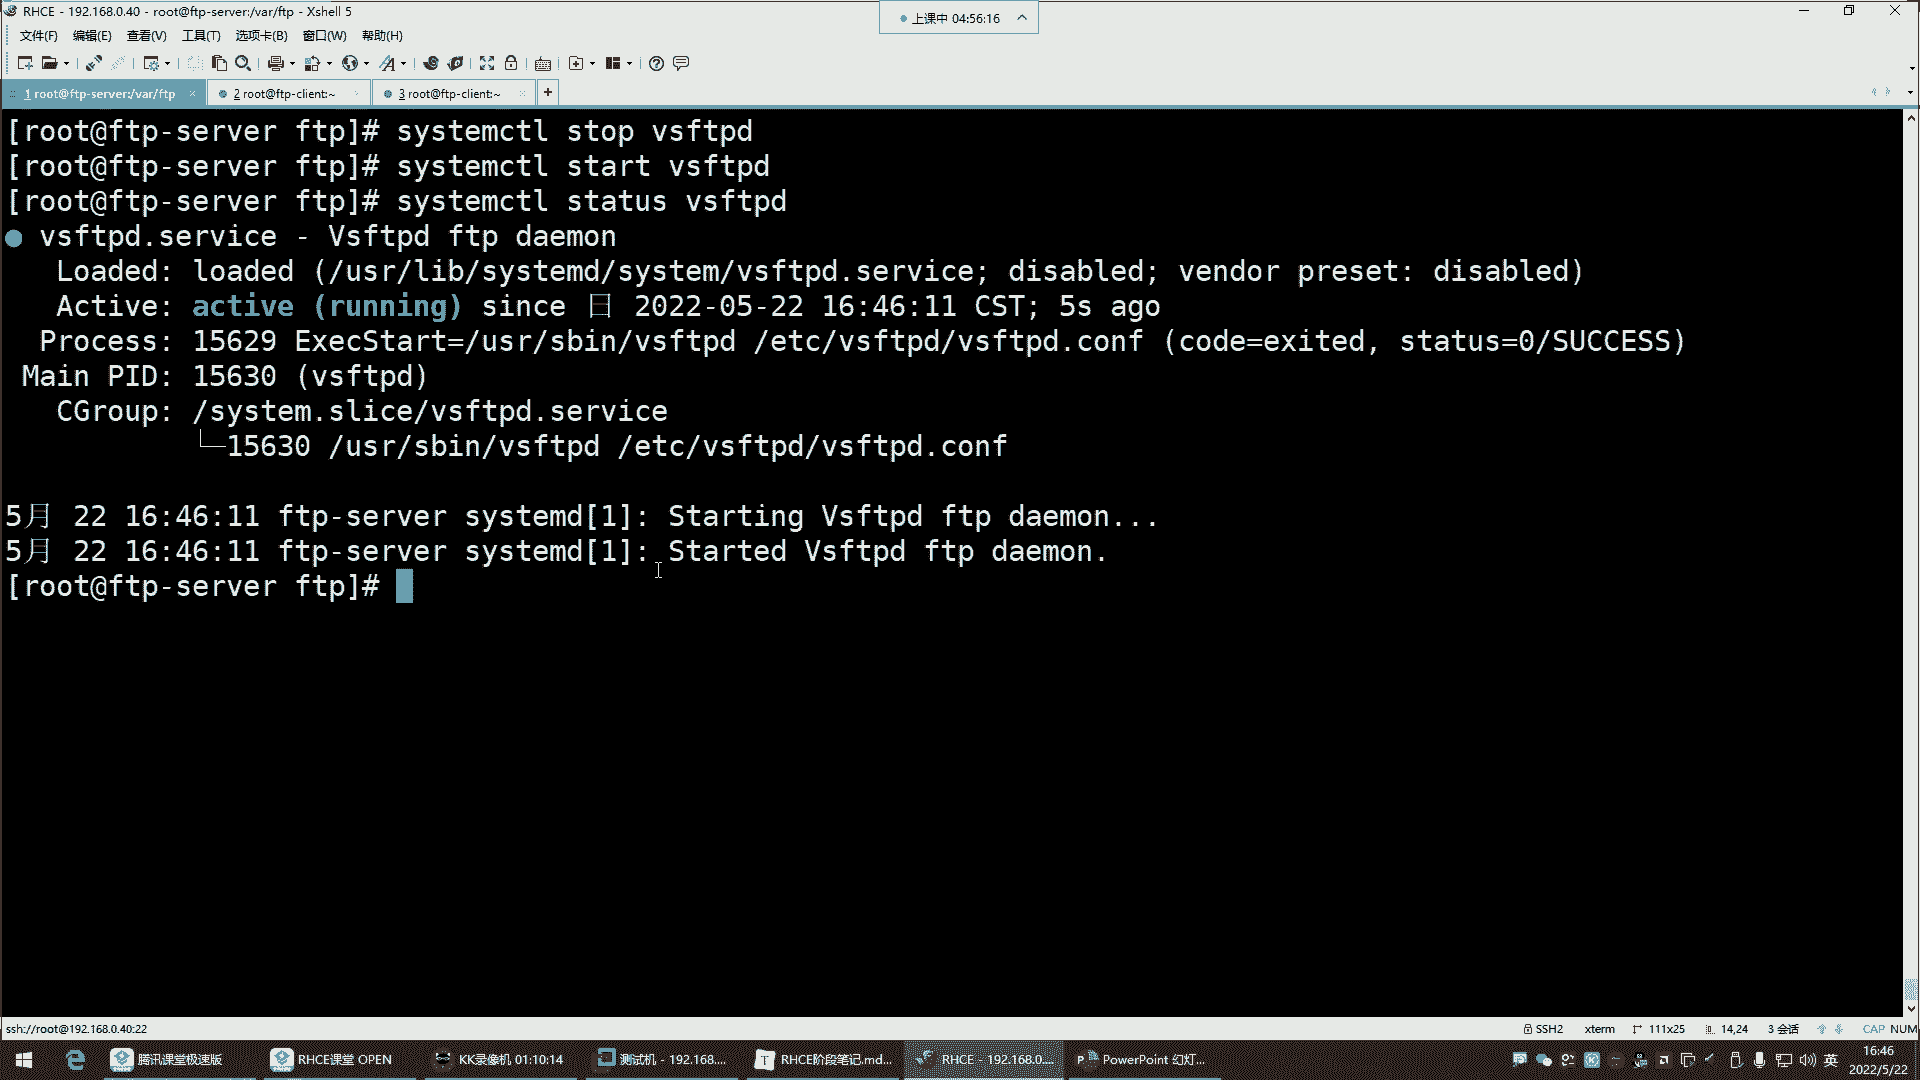 RHCE - 192.168.0.40 - root@ftp-server:/var/ftp - Xshell 5
上课中 04:56:16
文件(F) 编辑(E) 查看(V) 工具(T) 选项卡(B) 窗口(W) 帮助(H)
1 root@ftp-server:/var/ftp 2 root@ftp-client:~ 3 root@ftp-client:~ +
[root@ftp-server ftp]# systemctl stop vsftpd
[root@ftp-server ftp]# systemctl start vsftpd
[root@ftp-server ftp]# systemctl status vsftpd
● vsftpd.service - Vsftpd ftp daemon
Loaded: loaded (/usr/lib/systemd/system/vsftpd.service; disabled; vendor preset: disabled)
Active: active (running) since 日 2022-05-22 16:46:11 CST; 5s ago
Process: 15629 ExecStart=/usr/sbin/vsftpd /etc/vsftpd/vsftpd.conf (code=exited, status=0/SUCCESS)
Main PID: 15630 (vsftpd)
CGroup: /system.slice/vsftpd.service
└─15630 /usr/sbin/vsftpd /etc/vsftpd/vsftpd.conf
5月 22 16:46:11 ftp-server systemd[1]: Starting Vsftpd ftp daemon...
5月 22 16:46:11 ftp-server systemd[1]: Started Vsftpd ftp daemon.
[root@ftp-server ftp]#
ssh://root@192.168.0.40:22 SSH2 xterm 111x25 14,24 3 会话 CAP NUM
腾讯课堂极速版 RHCE课堂 OPEN KK录像机 01:10:14 测试机 - 192.168.... RHCE阶段笔记.md... RHCE - 192.168.0.... PowerPoint 幻灯... 英 16:46
2022/5/22